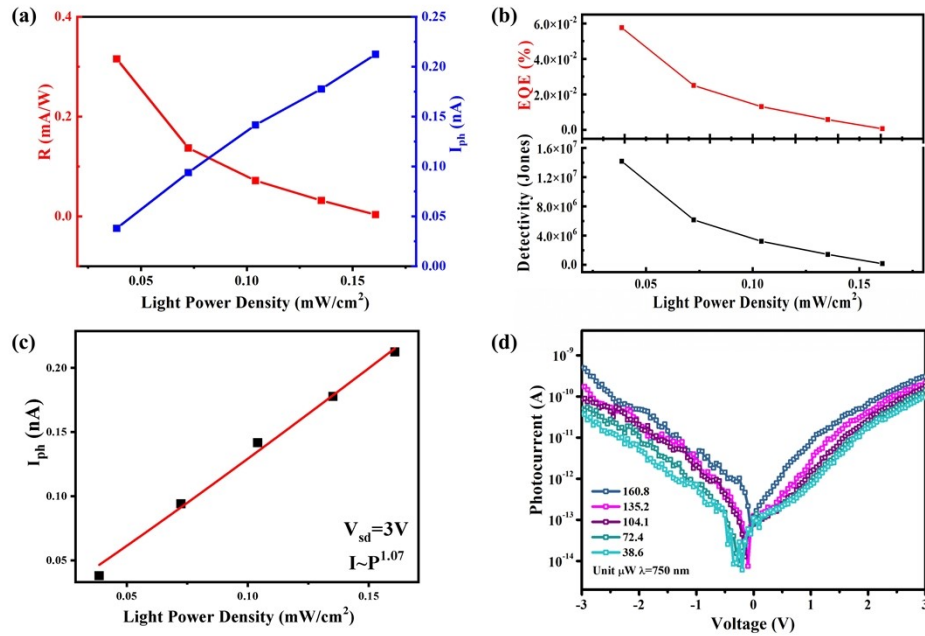 (a)
0.4
0.2
0.0
R (mA/W)
0.25
0.20
0.15
0.10
0.05
0.00
I_ph (nA)
0.05
0.10
0.15
Light Power Density (mW/cm²)
(b)
6.0×10⁻²
4.0×10⁻²
2.0×10⁻²
0.0
EQE (%)
1.6×10⁷
1.2×10⁷
8.0×10⁶
4.0×10⁶
0.0
Detectivity (Jones)
0.05
0.10
0.15
Light Power Density (mW/cm²)
(c)
0.20
0.15
0.10
0.05
I_ph (nA)
V_sd=3V
I~P^1.07
0.05
0.10
0.15
Light Power Density (mW/cm²)
(d)
10⁻⁹
10⁻¹⁰
10⁻¹¹
10⁻¹²
10⁻¹³
10⁻¹⁴
Photocurrent (A)
160.8
135.2
104.1
72.4
38.6
Unit μW λ=750 nm
-3
-2
-1
0
1
2
3
Voltage (V)